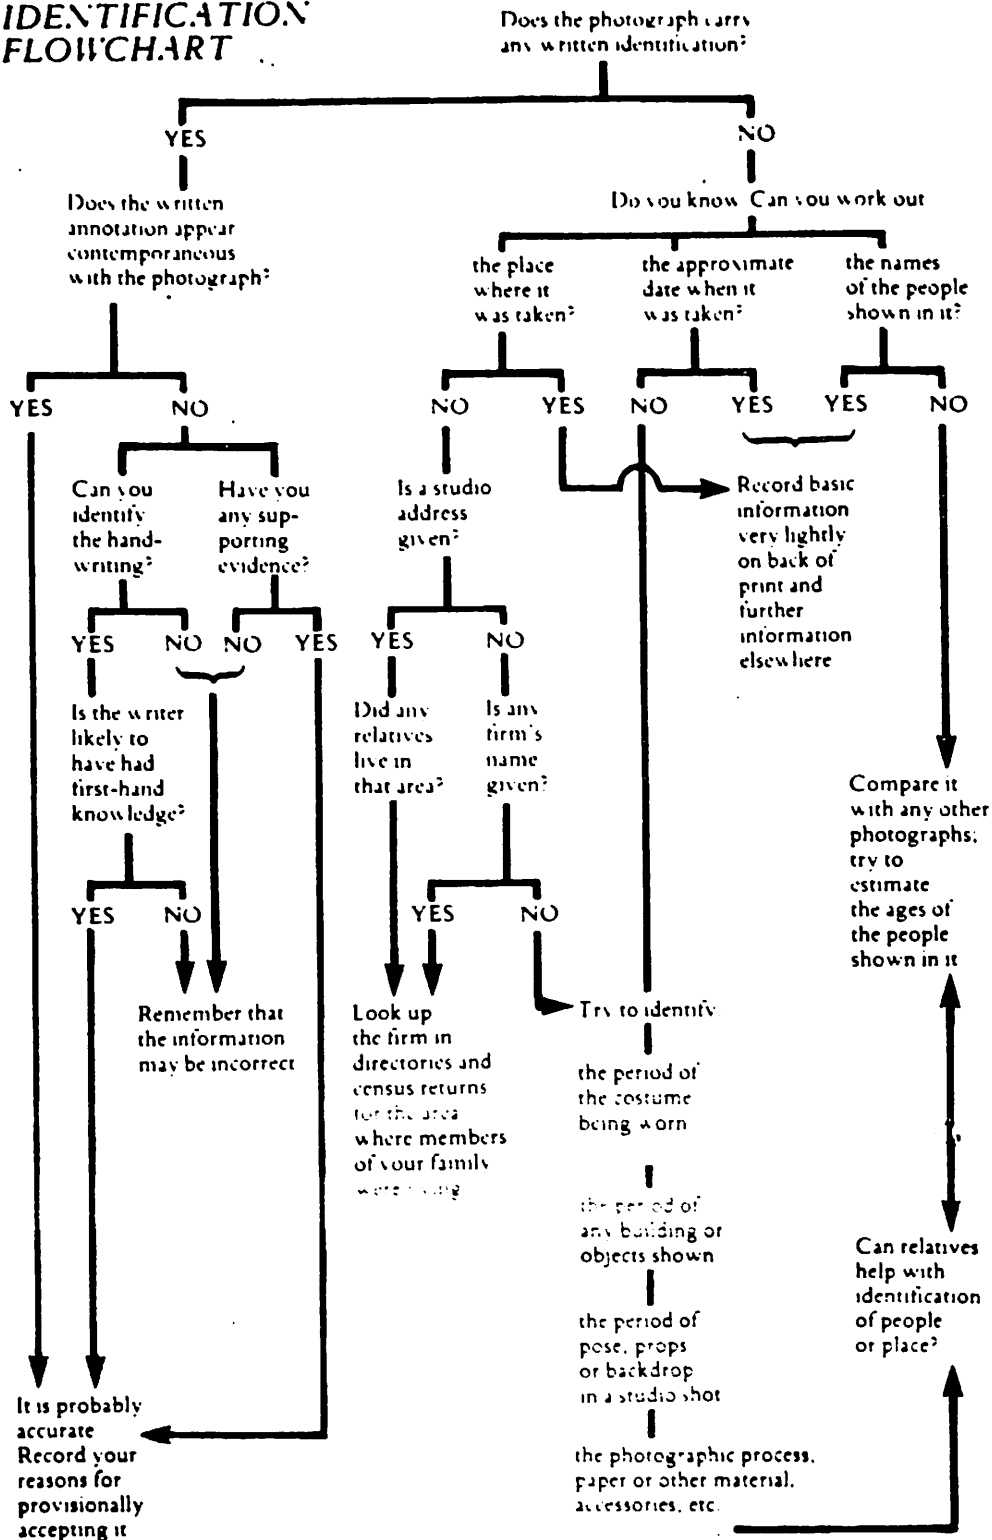 IDENTIFICATION
FLOWCHART
Does the photograph carry
any written identification?
YES
NO
Does the written
annotation appear
contemporaneous
with the photograph?
YES
NO
Can you
identify
the hand-
writing?
Have you
any sup-
porting
evidence?
YES
NO
NO
YES
Is the writer
likely to
have had
first-hand
knowledge?
YES
NO
Remember that
the information
may be incorrect
It is probably
accurate
Record your
reasons for
provisionally
accepting it
Do you know Can you work out
the place
where it
was taken?
the approximate
date when it
was taken?
the names
of the people
shown in it?
NO
YES
NO
YES
YES
NO
Is a studio
address
given?
Record basic
information
very lightly
on back of
print and
further
information
elsewhere
YES
NO
Did any
relatives
live in
that area?
Is any
firm's
name
given?
YES
NO
Look up
the firm in
directories and
census returns
for the area
where members
of your family
were living
Try to identify
the period of
the costume
being worn
the period of
any building or
objects shown
the period of
pose, props
or backdrop
in a studio shot
the photographic process,
paper or other material,
accessories, etc.
Compare it
with any other
photographs;
try to
estimate
the ages of
the people
shown in it
Can relatives
help with
identification
of people
or place?